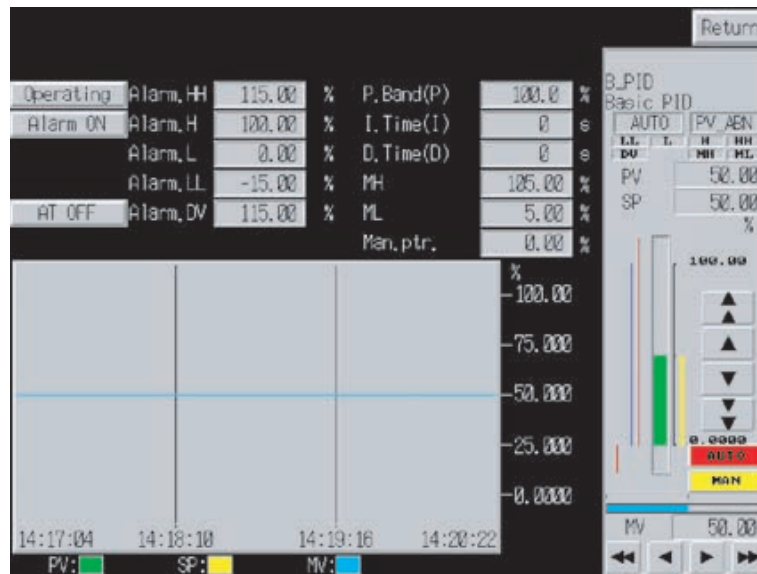 Return
Operating Alarm.HH 115.00 % P.Band(P) 100.0 %
Alarm ON Alarm.H 100.00 % I.Time(I) 0 s
Alarm.L 0.00 % D.Time(D) 0 s
Alarm.LL -15.00 % MH 105.00 %
AT OFF Alarm.DV 115.00 % ML 5.00 %
Man.ptr. 0.00 %
B_PID
Basic PID
AUTO PV_ABN
LL L H HH
DV MH ML
PV 50.00
SP 50.00
%
100.00
0.0000
AUTO
MAN
MV 50.00
%
100.00
75.000
50.000
25.000
0.0000
14:17:04 14:18:10 14:19:16 14:20:22
PV: SP: MV: